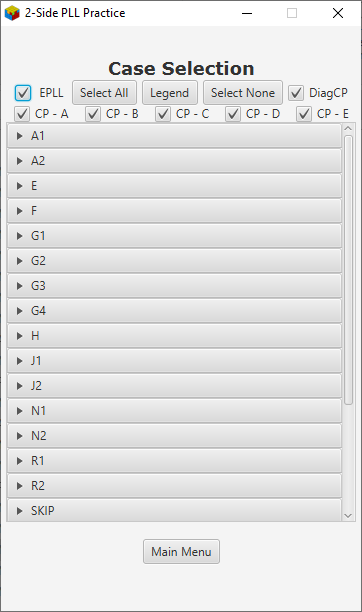 2-Side PLL Practice
Case Selection
EPLL Select All Legend Select None DiagCP
CP - A CP - B CP - C CP - D CP - E
A1
A2
E
F
G1
G2
G3
G4
H
J1
J2
N1
N2
R1
R2
SKIP
Main Menu